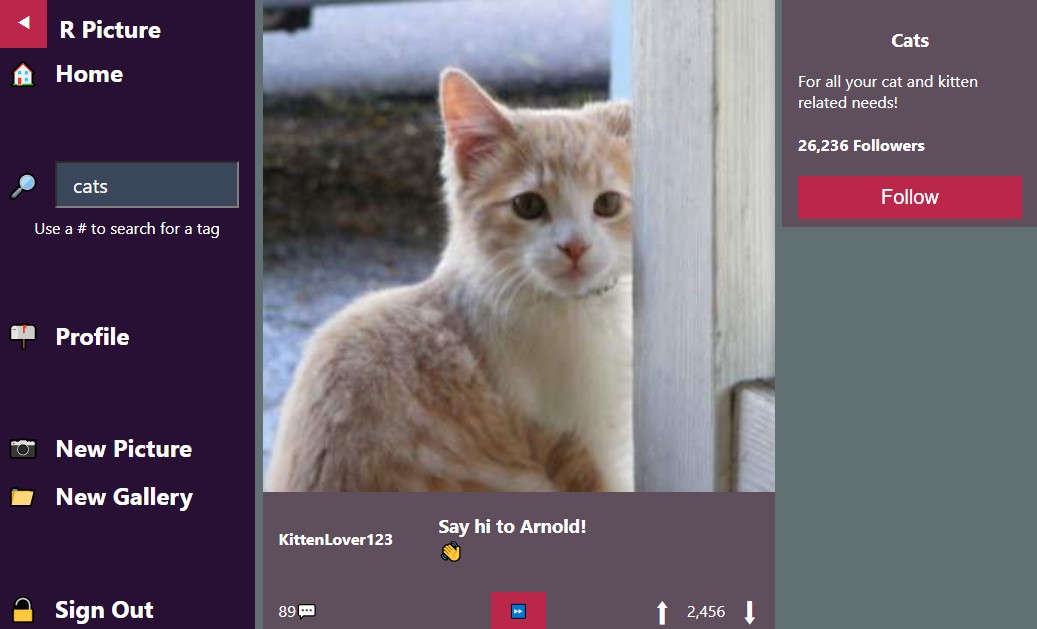 R Picture
Home
cats
Use a # to search for a tag
Profile
New Picture
New Gallery
Sign Out
KittenLover123
Say hi to Arnold!
👋
89
2,456
Cats
For all your cat and kitten
related needs!
26,236 Followers
Follow